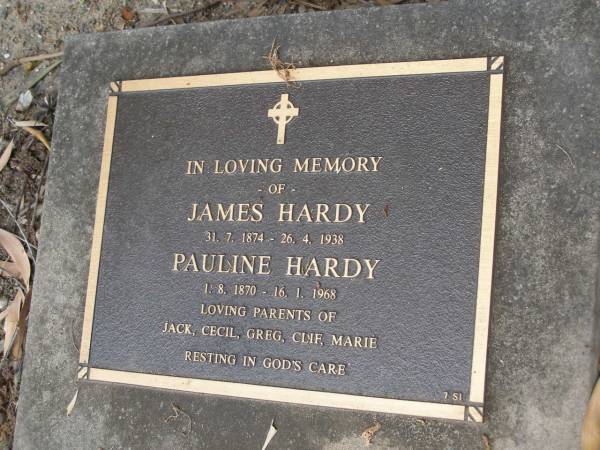 IN LOVING MEMORY
- OF -
JAMES HARDY
31. 7. 1874 - 26. 4. 1938
PAULINE HARDY
1. 8. 1870 - 16. 1. 1968
LOVING PARENTS OF
JACK, CECIL, GREG, CLIF, MARIE
RESTING IN GOD'S CARE
7 S1